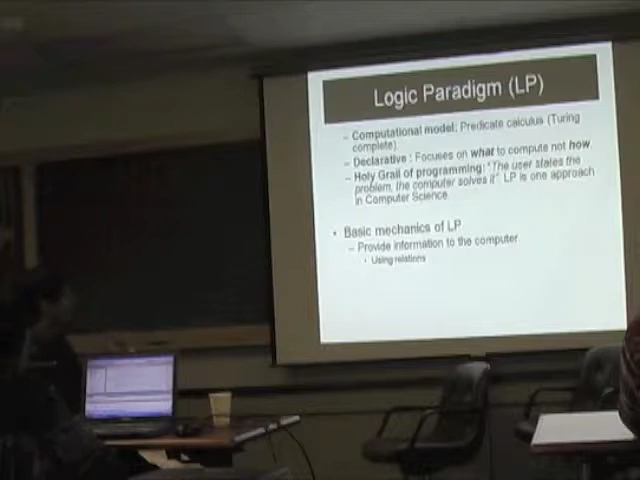 Logic Paradigm (LP)
– Computational model: Predicate calculus (Turing
complete)
– Declarative : Focuses on what to compute not how
– Holy Grail of programming: "The user states the
problem, the computer solves it" LP is one approach
in Computer Science
• Basic mechanics of LP
– Provide information to the computer
• Using relations